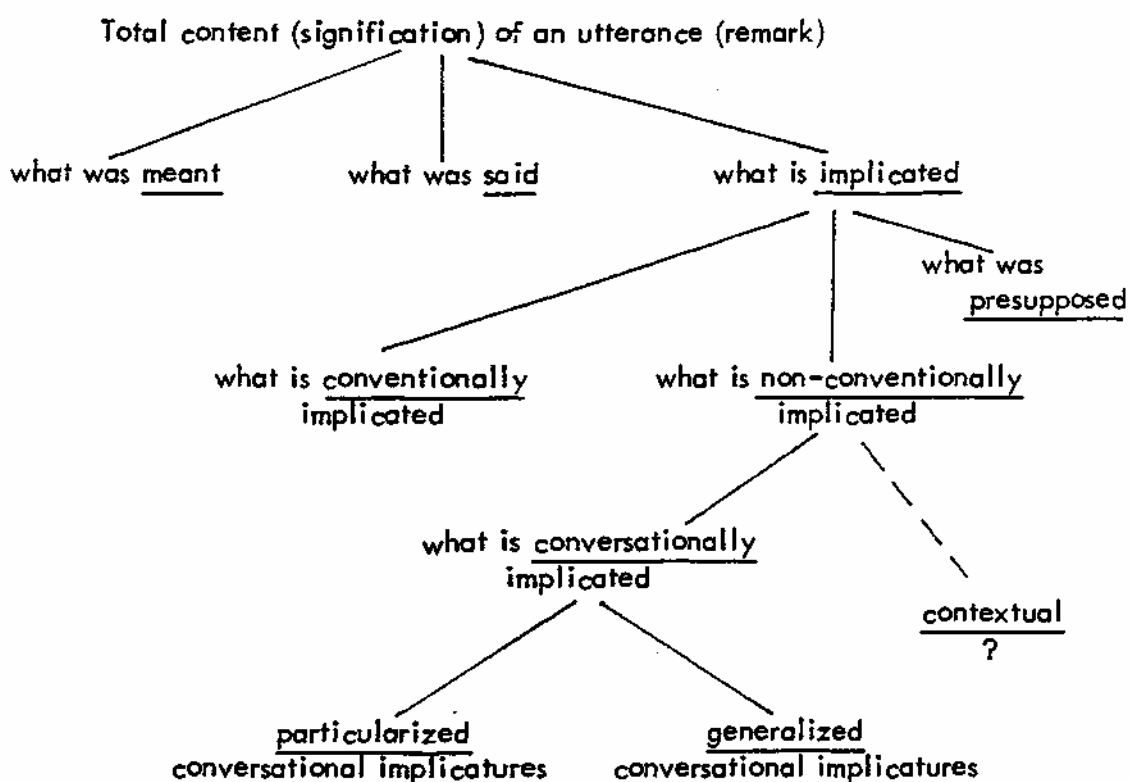 Total content (signification) of an utterance (remark)
what was meant
what was said
what is implicated
what was
presupposed
what is conventionally
implicated
what is non-conventionally
implicated
what is conversationally
implicated
contextual
?
particularized
conversational implicatures
generalized
conversational implicatures